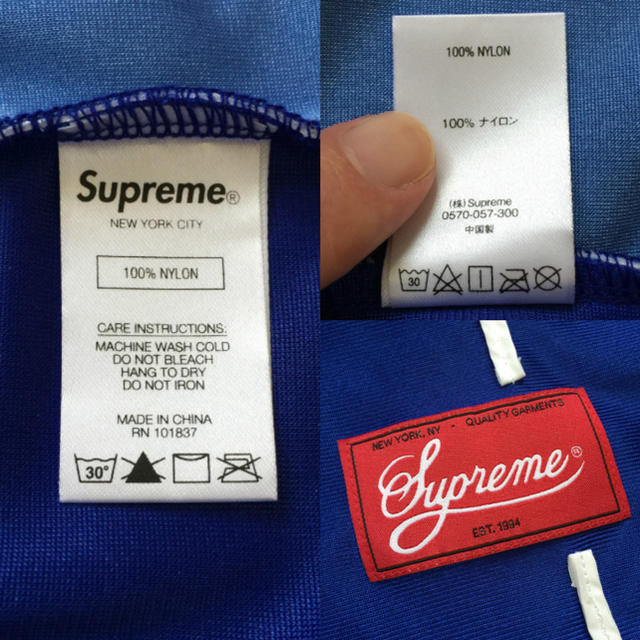 Supreme®
NEW YORK CITY
100% NYLON
CARE INSTRUCTIONS:
MACHINE WASH COLD
DO NOT BLEACH
HANG TO DRY
DO NOT IRON
MADE IN CHINA
RN 101837
30°
100% NYLON
100% ナイロン
(株) Supreme
0570-057-300
中国製
30
NEW YORK, NY - QUALITY GARMENTS
Supreme®
EST. 1994